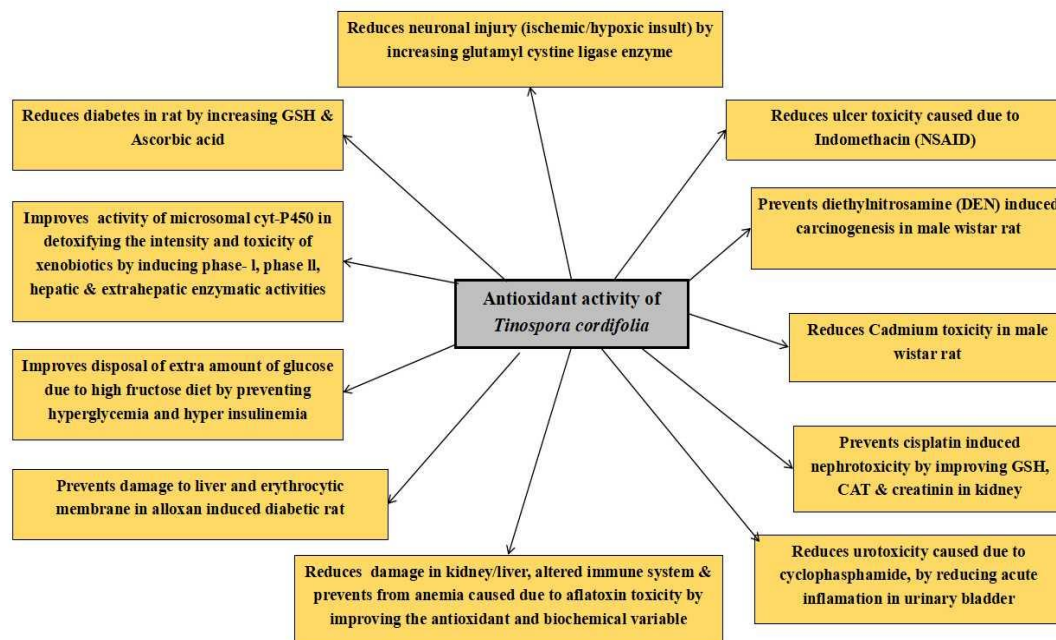 Reduces neuronal injury (ischemic/hypoxic insult) by
increasing glutamyl cystine ligase enzyme
Reduces diabetes in rat by increasing GSH &
Ascorbic acid
Reduces ulcer toxicity caused due to
Indomethacin (NSAID)
Improves activity of microsomal cyt-P450 in
detoxifying the intensity and toxicity of
xenobiotics by inducing phase- l, phase ll,
hepatic & extrahepatic enzymatic activities
Prevents diethylnitrosamine (DEN) induced
carcinogenesis in male wistar rat
Antioxidant activity of
Tinospora cordifolia
Reduces Cadmium toxicity in male
wistar rat
Improves disposal of extra amount of glucose
due to high fructose diet by preventing
hyperglycemia and hyper insulinemia
Prevents cisplatin induced
nephrotoxicity by improving GSH,
CAT & creatinin in kidney
Prevents damage to liver and erythrocytic
membrane in alloxan induced diabetic rat
Reduces urotoxicity caused due to
cyclophasphamide, by reducing acute
inflamation in urinary bladder
Reduces damage in kidney/liver, altered immune system &
prevents from anemia caused due to aflatoxin toxicity by
improving the antioxidant and biochemical variable